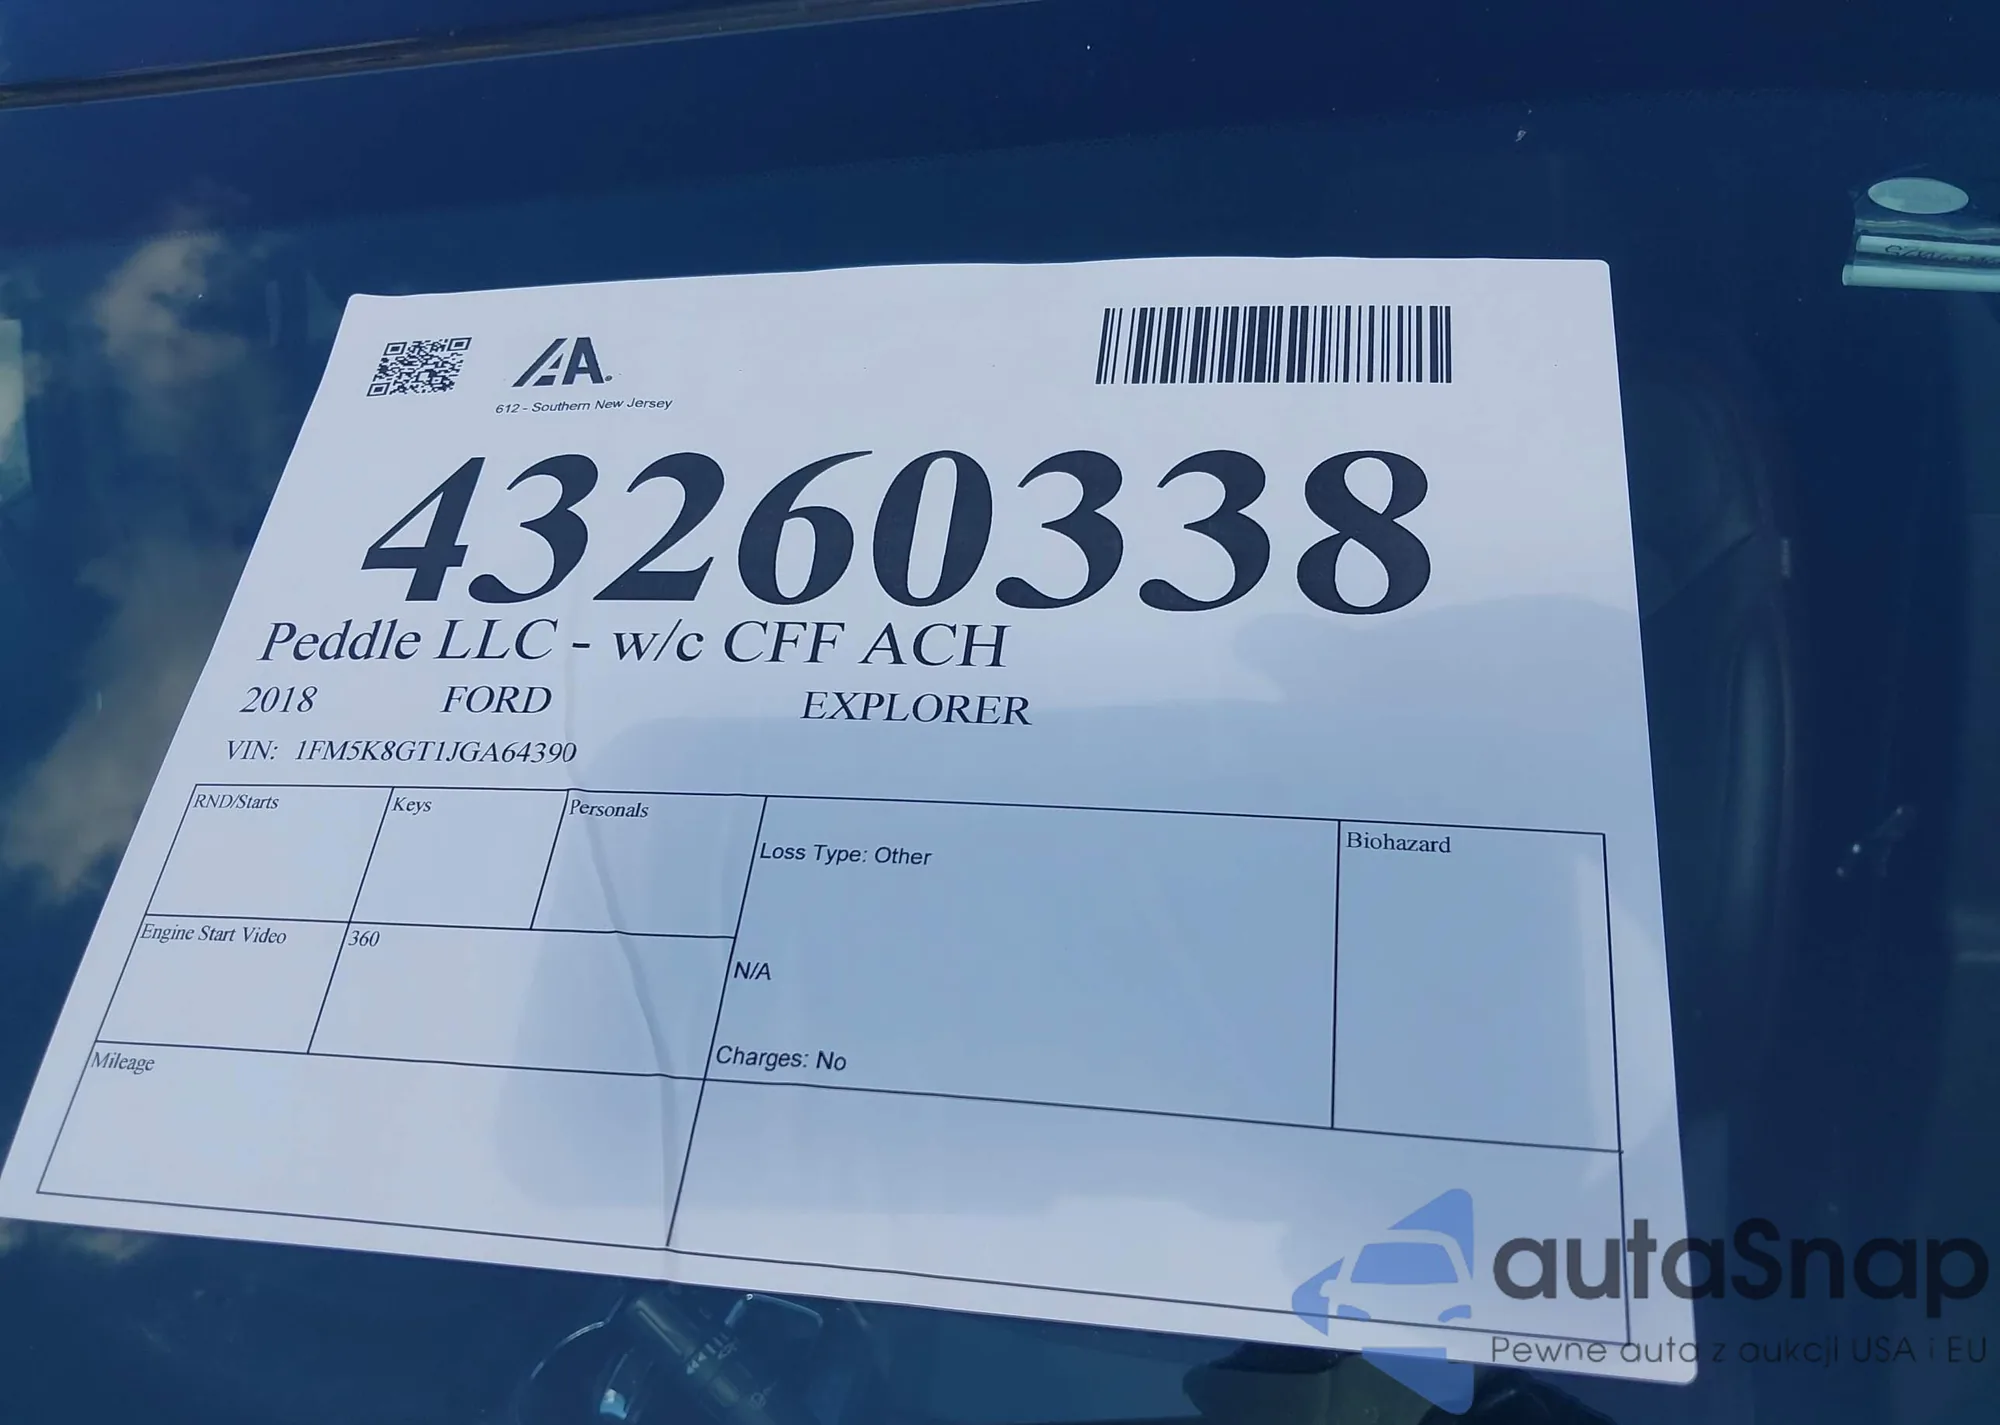 IAA.
612 - Southern New Jersey
43260338
Peddle LLC - w/c CFF ACH
2018 FORD EXPLORER
VIN: 1FM5K8GT1JGA64390
RND/Starts Keys Personals
Loss Type: Other
Biohazard
Engine Start Video 360
N/A
Mileage
Charges: No
autaSnap
Pewne auta z aukcji USA i EU